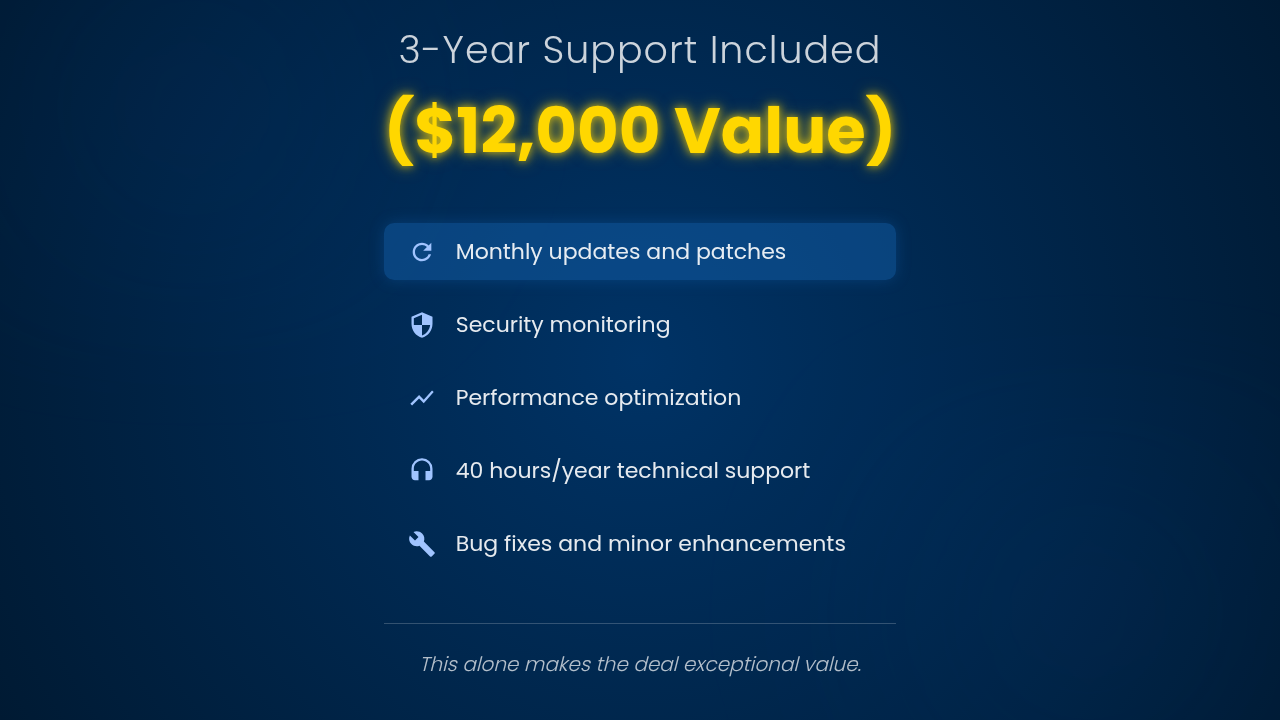 3-Year Support Included
($12,000 Value)
Monthly updates and patches
Security monitoring
Performance optimization
40 hours/year technical support
Bug fixes and minor enhancements
This alone makes the deal exceptional value.